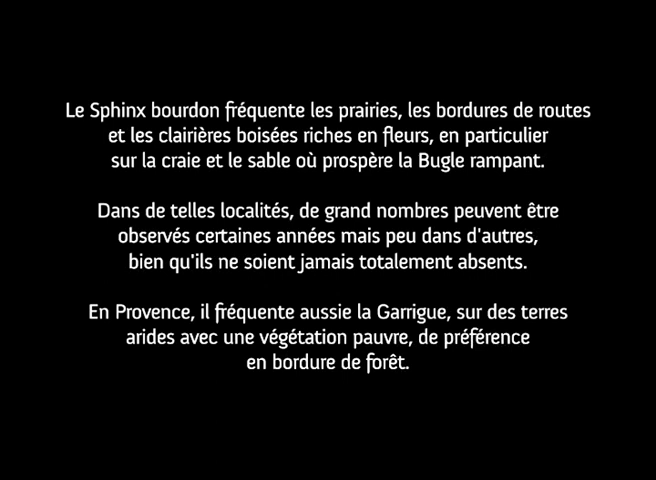 Le Sphinx bourdon fréquente les prairies, les bordures de routes
et les clairières boisées riches en fleurs, en particulier
sur la craie et le sable où prospère la Bugle rampant.
Dans de telles localités, de grand nombres peuvent être
observés certaines années mais peu dans d'autres,
bien qu'ils ne soient jamais totalement absents.
En Provence, il fréquente aussie la Garrigue, sur des terres
arides avec une végétation pauvre, de préférence
en bordure de forêt.